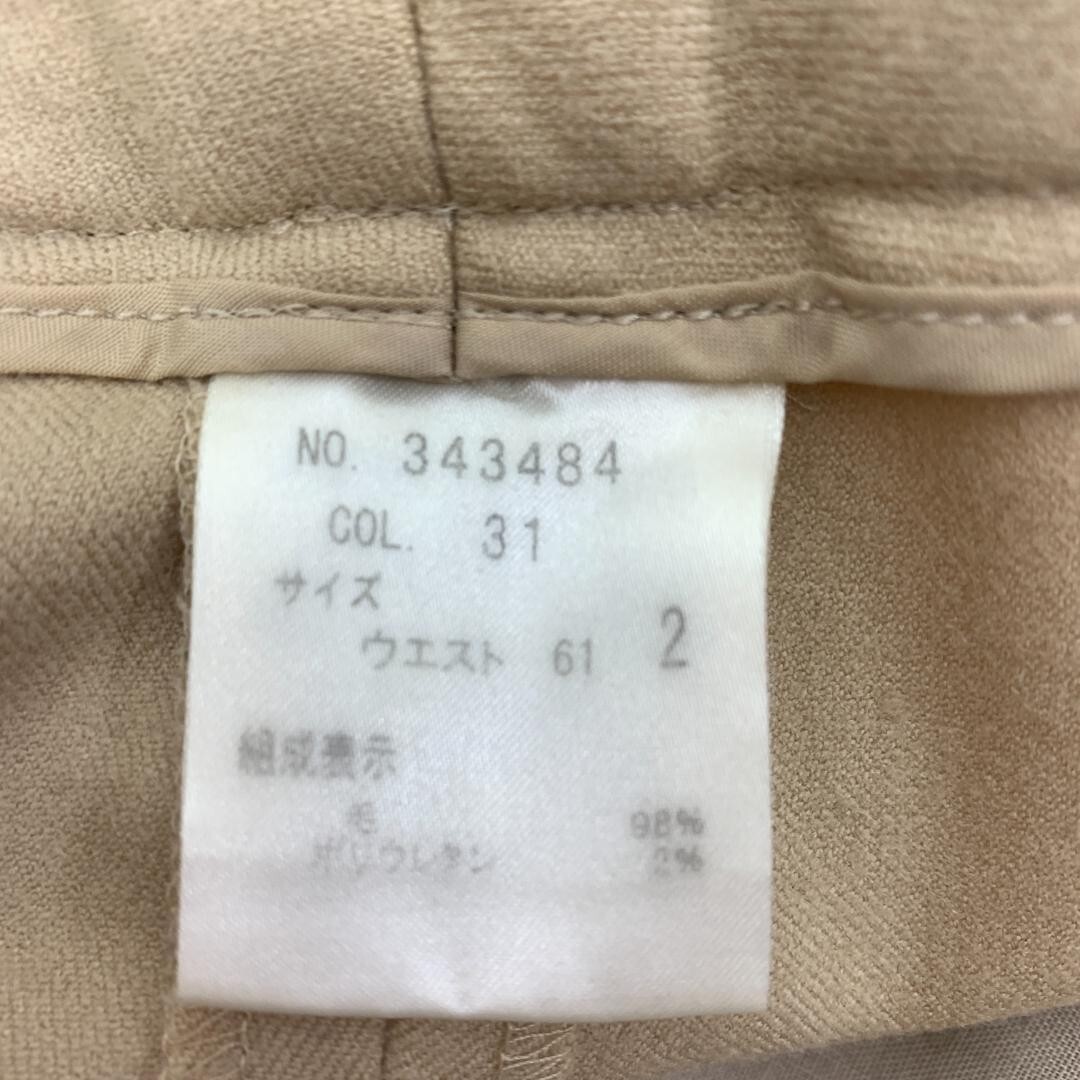 NO. 343484
COL. 31
サイズ
ウエスト 61 2
組成表示
毛 98%
ポリウレタン 2%